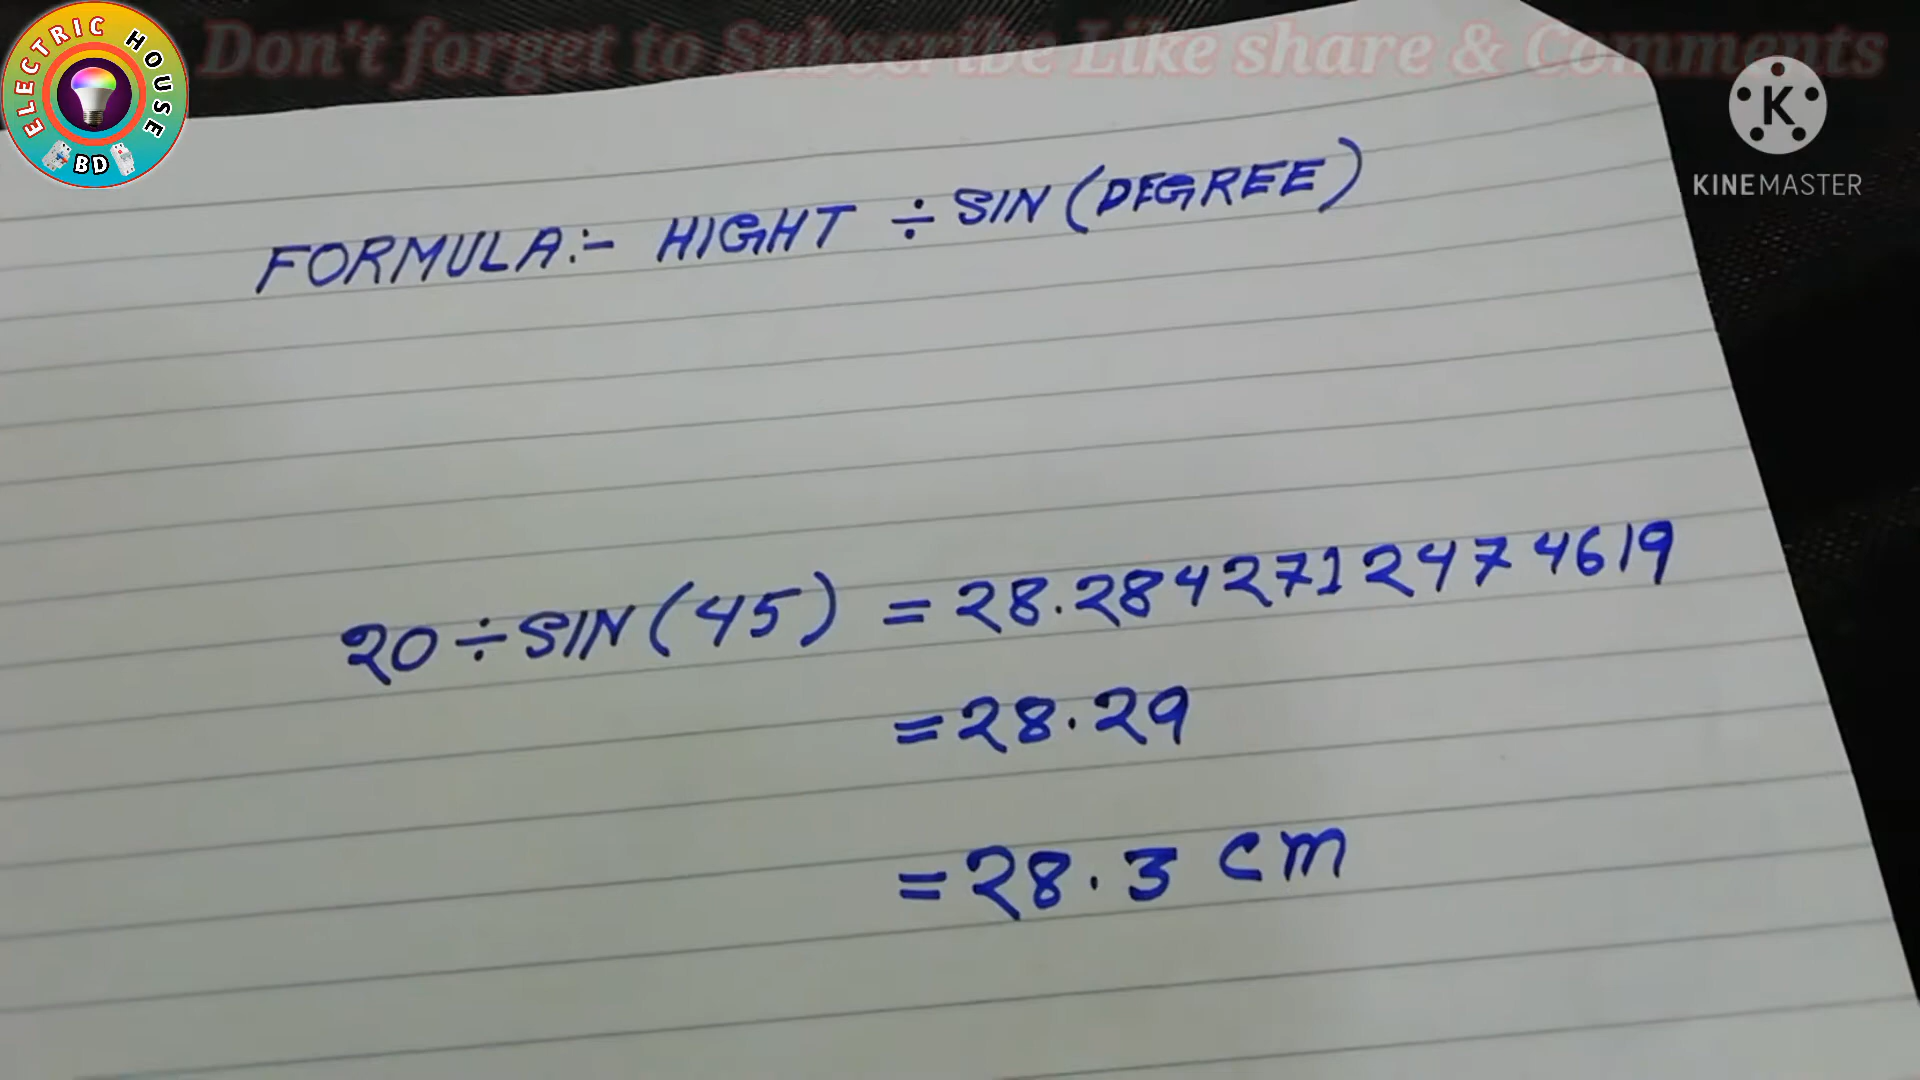 ELECTRIC HOUSE
BD
Don't forget to Subscribe Like share & Comments
K
KINEMASTER
FORMULA:- HIGHT ÷ SIN (DEGREE)
20 ÷ SIN (45) = 28.2842712474619
= 28.29
= 28.3 cm